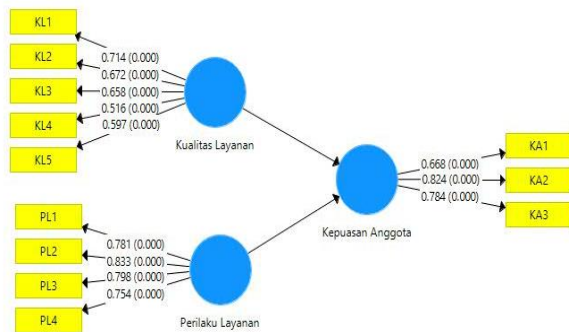 KL1
KL2
KL3
KL4
KL5
0.714 (0.000)
0.672 (0.000)
0.658 (0.000)
0.516 (0.000)
0.597 (0.000)
Kualitas Layanan
PL1
PL2
PL3
PL4
0.781 (0.000)
0.833 (0.000)
0.798 (0.000)
0.754 (0.000)
Perilaku Layanan
Kepuasan Anggota
0.668 (0.000)
0.824 (0.000)
0.784 (0.000)
KA1
KA2
KA3